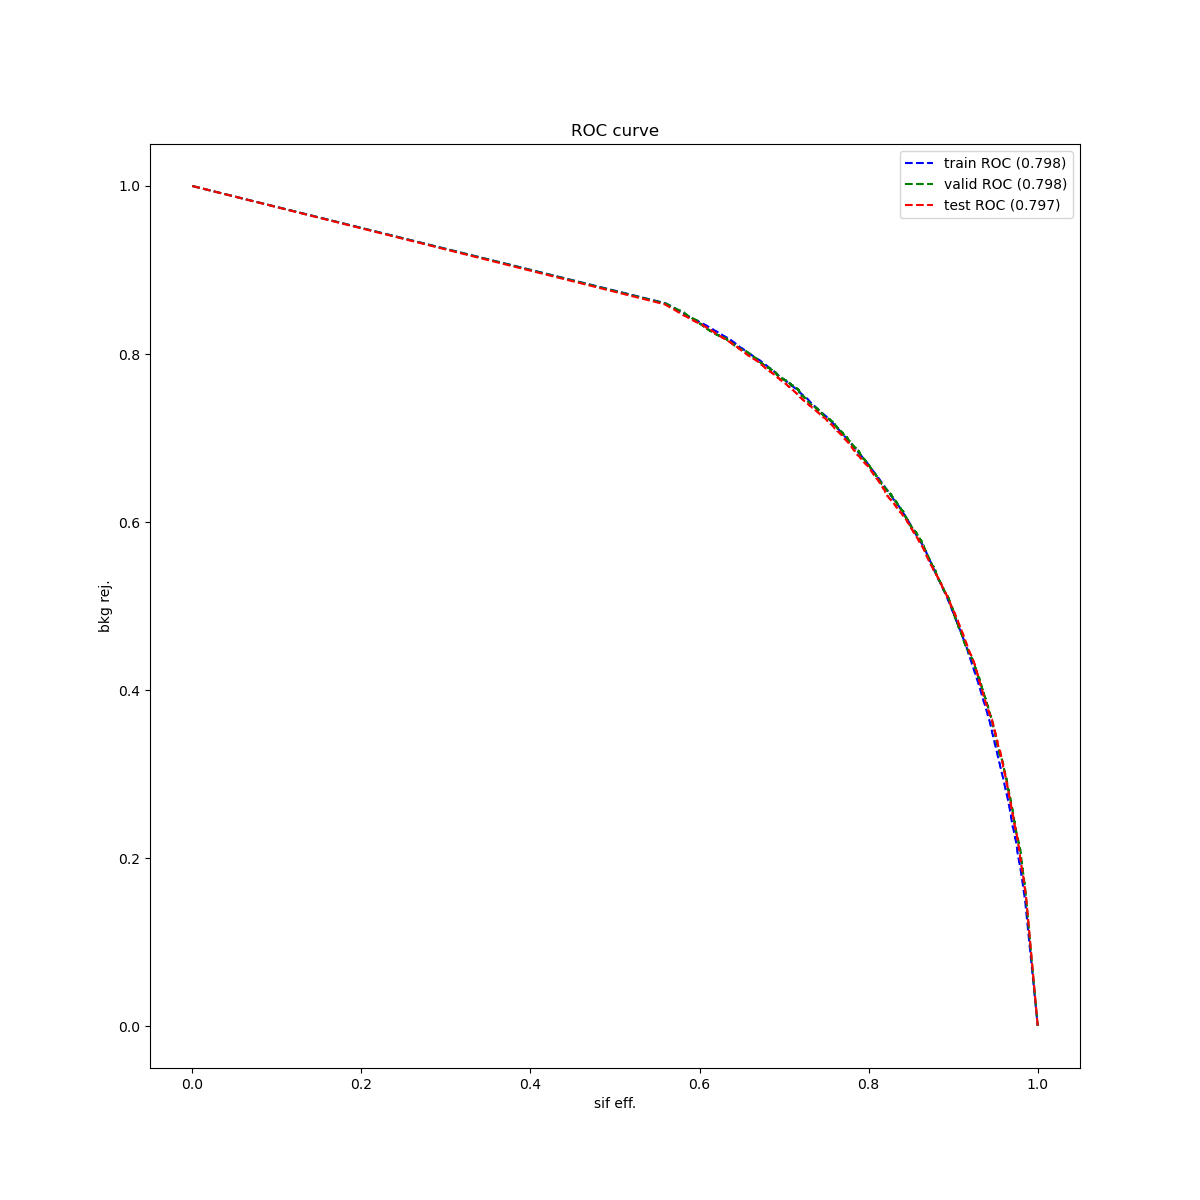 ROC curve
train ROC (0.798)
valid ROC (0.798)
test ROC (0.797)
1.0
0.8
0.6
0.4
0.2
0.0
bkg rej.
0.0 0.2 0.4 0.6 0.8 1.0
sif eff.